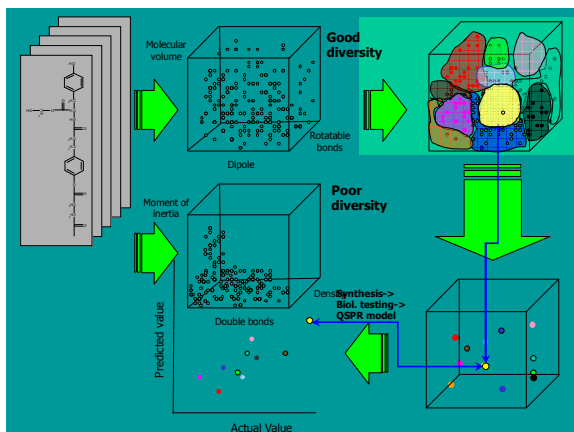 Molecular
volume
Good
diversity
Rotatable
bonds
Dipole
Moment of
inertia
Poor
diversity
Density
Double bonds
Synthesis->
Biol. testing->
QSPR model
Predicted value
Actual Value